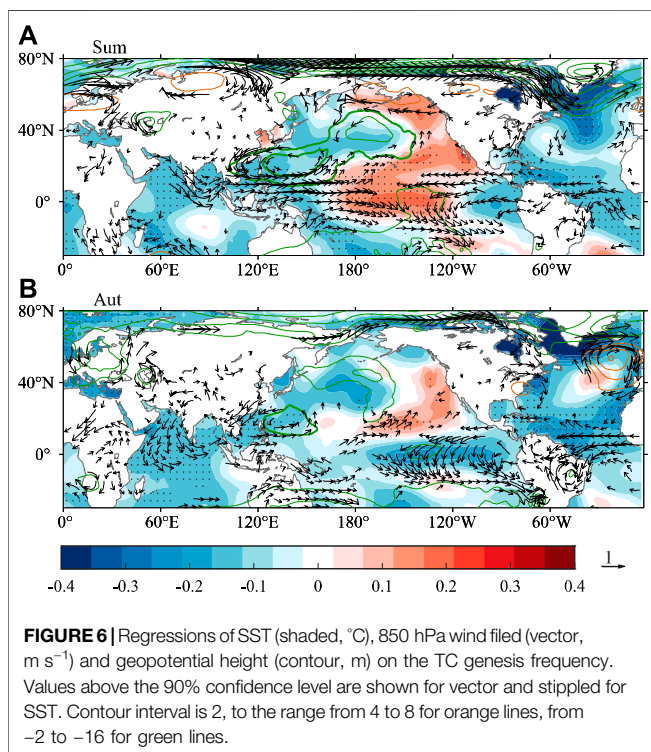 A
Sum
80°N
40°N
0°
0°
60°E
120°E
180°W
120°W
60°W
B
Aut
80°N
40°N
0°
0°
60°E
120°E
180°W
120°W
60°W
-0.4 -0.3 -0.2 -0.1 0 0.1 0.2 0.3 0.4
1
FIGURE 6 | Regressions of SST (shaded, °C), 850 hPa wind filed (vector,
m s⁻¹) and geopotential height (contour, m) on the TC genesis frequency.
Values above the 90% confidence level are shown for vector and stippled for
SST. Contour interval is 2, to the range from 4 to 8 for orange lines, from
−2 to −16 for green lines.